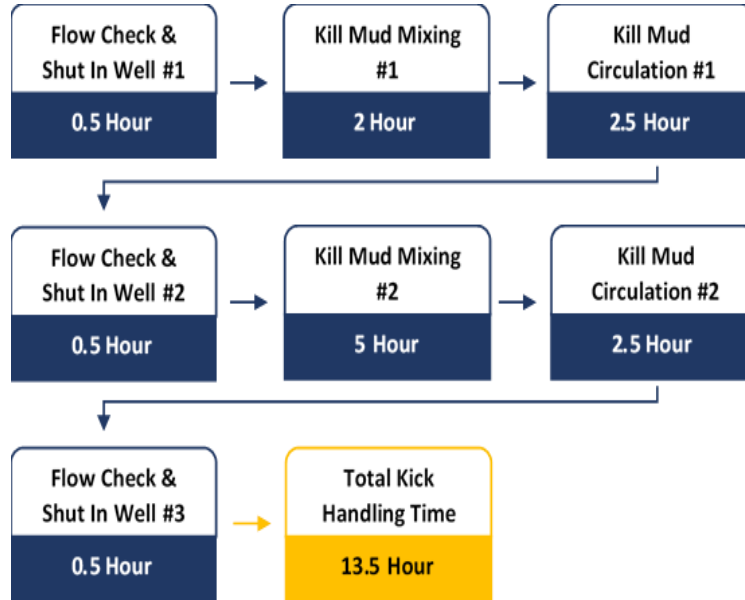 Flow Check &
Shut In Well #1
0.5 Hour
Kill Mud Mixing
#1
2 Hour
Kill Mud
Circulation #1
2.5 Hour
Flow Check &
Shut In Well #2
0.5 Hour
Kill Mud Mixing
#2
5 Hour
Kill Mud
Circulation #2
2.5 Hour
Flow Check &
Shut In Well #3
0.5 Hour
Total Kick
Handling Time
13.5 Hour